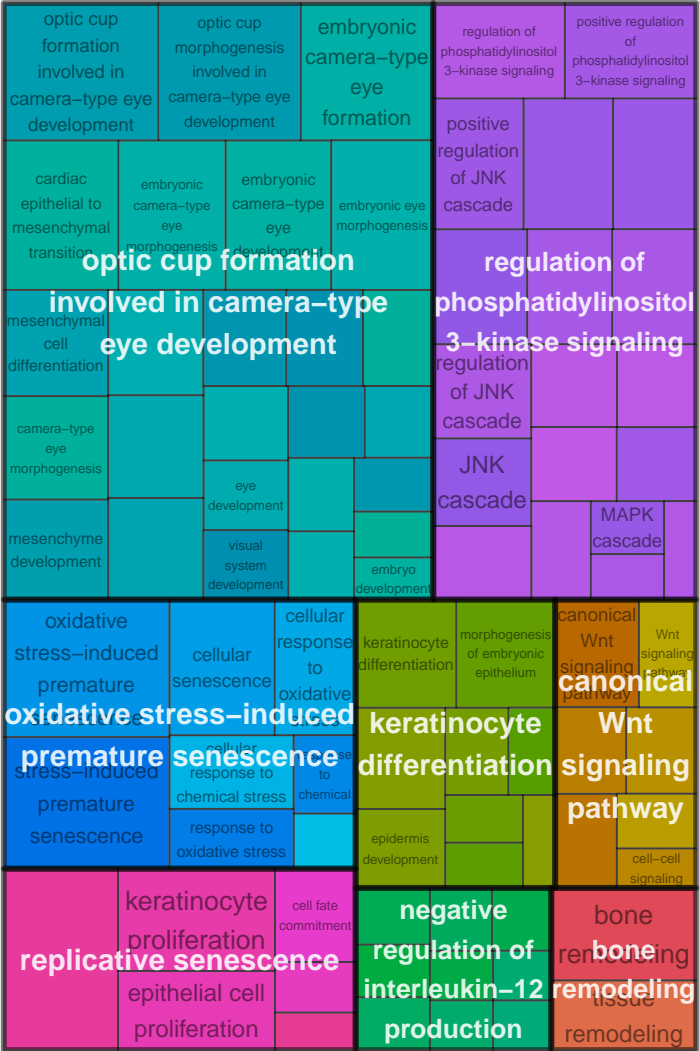 optic cup
formation
involved in
camera−type eye
development
optic cup
morphogenesis
involved in
camera−type eye
development
embryonic
camera−type
eye
formation
cardiac
epithelial to
mesenchymal
transition
embryonic
camera−type
eye
morphogenesis
embryonic
camera−type
eye
development
embryonic eye
morphogenesis
optic cup formation
involved in camera−type
eye development
mesenchymal
cell
differentiation
camera−type
eye
morphogenesis
mesenchyme
development
eye
development
visual
system
development
embryo
development
regulation of
phosphatidylinositol
3−kinase signaling
positive regulation
of
phosphatidylinositol
3−kinase signaling
positive
regulation
of JNK
cascade
regulation of
phosphatidylinositol
3−kinase signaling
regulation
of JNK
cascade
JNK
cascade
MAPK
cascade
oxidative
stress−induced
premature
senescence
cellular
senescence
cellular
response
to
oxidative
stress
oxidative stress−induced
premature senescence
stress−induced
premature
senescence
cellular
response to
chemical stress
response
to
chemical
response to
oxidative stress
keratinocyte
differentiation
morphogenesis
of embryonic
epithelium
keratinocyte
differentiation
epidermis
development
canonical
Wnt
signaling
pathway
Wnt
signaling
pathway
canonical
Wnt
signaling
pathway
cell−cell
signaling
keratinocyte
proliferation
cell fate
commitment
replicative senescence
epithelial cell
proliferation
negative
regulation of
interleukin−12
production
bone
remodeling
bone
remodeling
tissue
remodeling